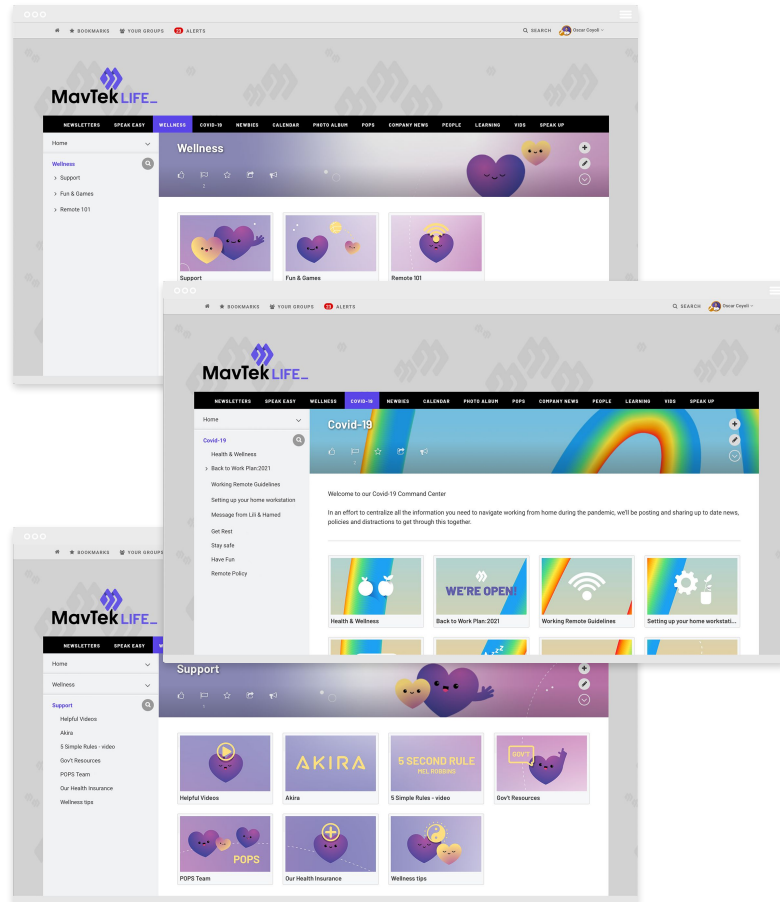 BOOKMARKS YOUR GROUPS 23 ALERTS SEARCH Oscar Coyoli
MavTek LIFE_
NEWSLETTERS SPEAK EASY WELLNESS COVID-19 NEWBIES CALENDAR PHOTO ALBUM POPS COMPANY NEWS PEOPLE LEARNING VIDS SPEAK UP
Home
Wellness
Support
Fun & Games
Remote 101
Wellness
Support Fun & Games Remote 101
BOOKMARKS YOUR GROUPS 23 ALERTS SEARCH Oscar Coyoli
MavTek LIFE_
NEWSLETTERS SPEAK EASY WELLNESS COVID-19 NEWBIES CALENDAR PHOTO ALBUM POPS COMPANY NEWS PEOPLE LEARNING VIDS SPEAK UP
Home
Covid-19
Health & Wellness
Back to Work Plan:2021
Working Remote Guidelines
Setting up your home workstation
Message from Lili & Hamed
Get Rest
Stay safe
Have Fun
Remote Policy
Covid-19
Welcome to our Covid-19 Command Center
In an effort to centralize all the information you need to navigate working from home during the pandemic, we'll be posting and sharing up to date news,
policies and distractions to get through this together.
WE'RE OPEN!
Health & Wellness Back to Work Plan:2021 Working Remote Guidelines Setting up your home workstati...
zzz
BOOKMARKS YOUR GROUPS
MavTek LIFE_
NEWSLETTERS SPEAK EASY
Home
Wellness
Support
Helpful Videos
Akira
5 Simple Rules - video
Gov't Resources
POPS Team
Our Health Insurance
Wellness tips
Support
AKIRA
5 SECOND RULE
MEL ROBBINS
GOV'T
Helpful Videos Akira 5 Simple Rules - video Gov't Resources
POPS
POPS Team Our Health Insurance Wellness tips